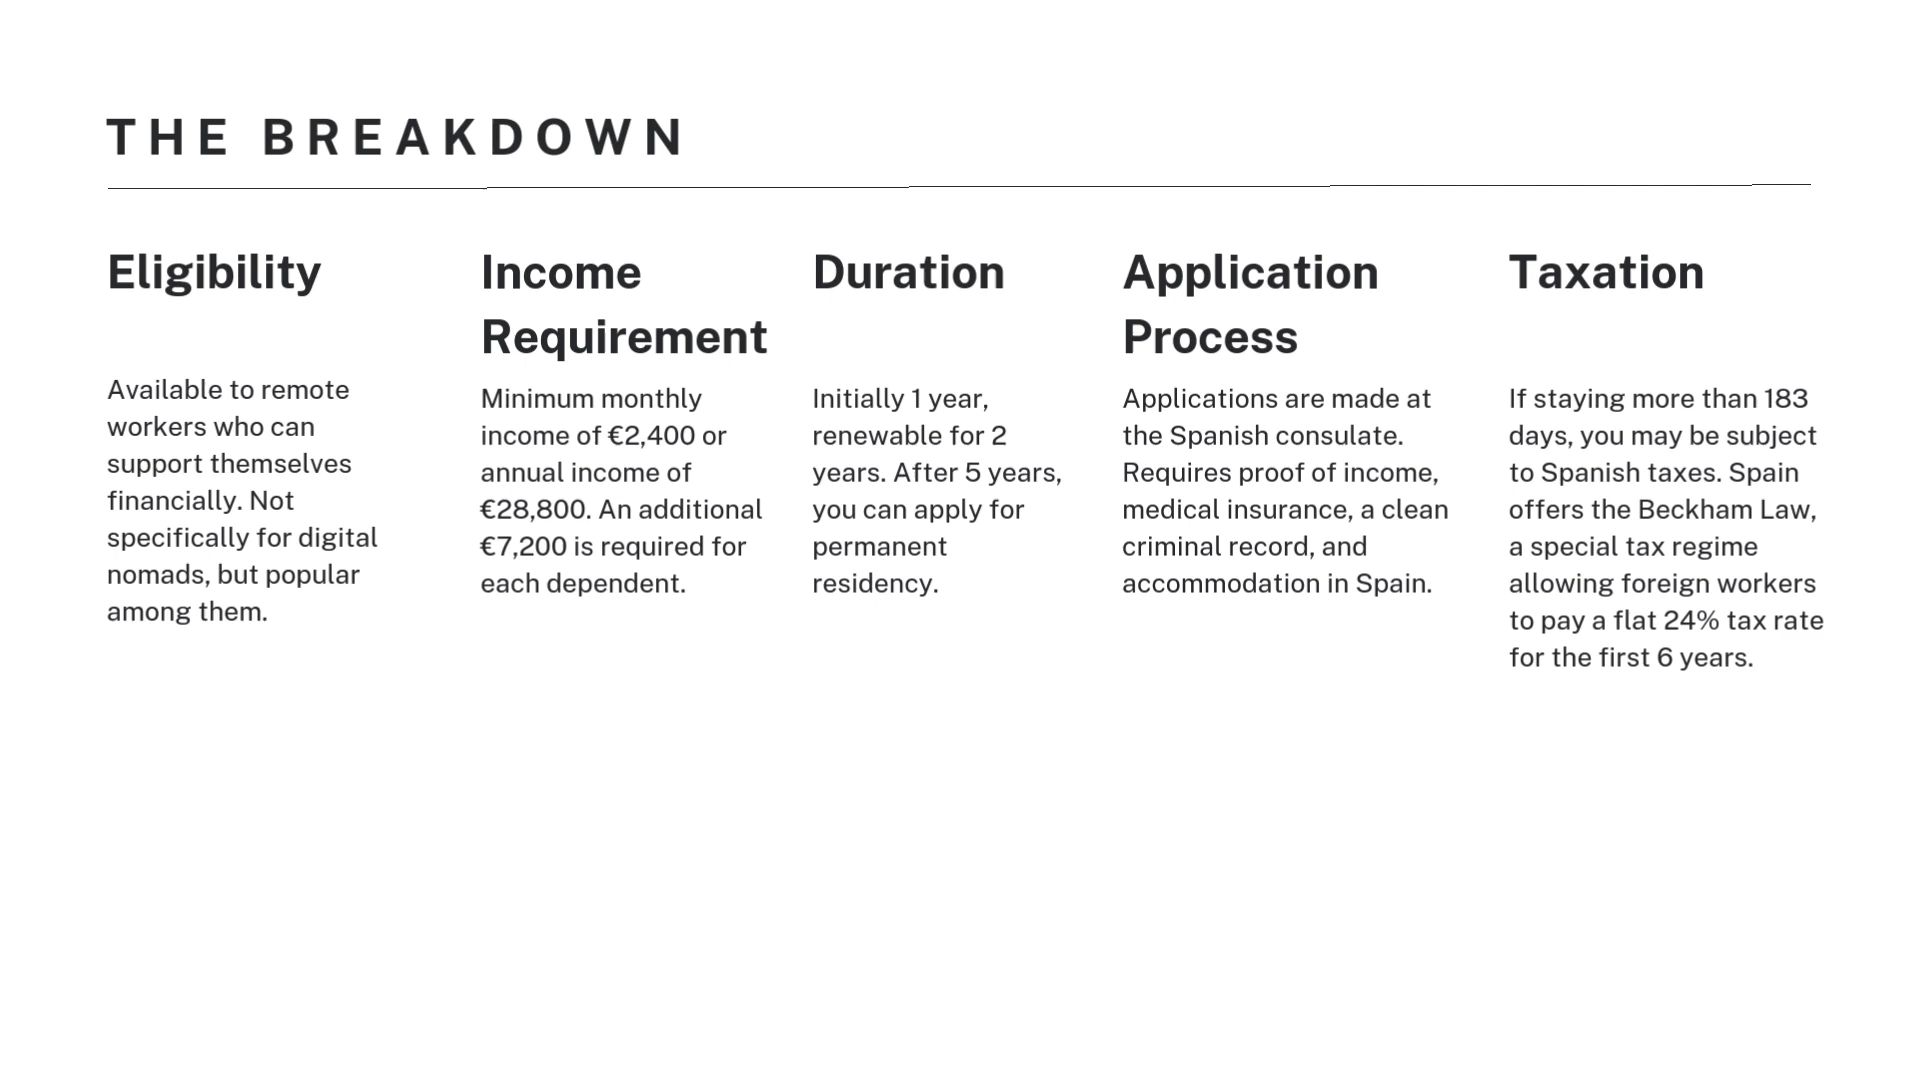 THE BREAKDOWN
Eligibility
Available to remote
workers who can
support themselves
financially. Not
specifically for digital
nomads, but popular
among them.
Income
Requirement
Minimum monthly
income of €2,400 or
annual income of
€28,800. An additional
€7,200 is required for
each dependent.
Duration
Initially 1 year,
renewable for 2
years. After 5 years,
you can apply for
permanent
residency.
Application
Process
Applications are made at
the Spanish consulate.
Requires proof of income,
medical insurance, a clean
criminal record, and
accommodation in Spain.
Taxation
If staying more than 183
days, you may be subject
to Spanish taxes. Spain
offers the Beckham Law,
a special tax regime
allowing foreign workers
to pay a flat 24% tax rate
for the first 6 years.